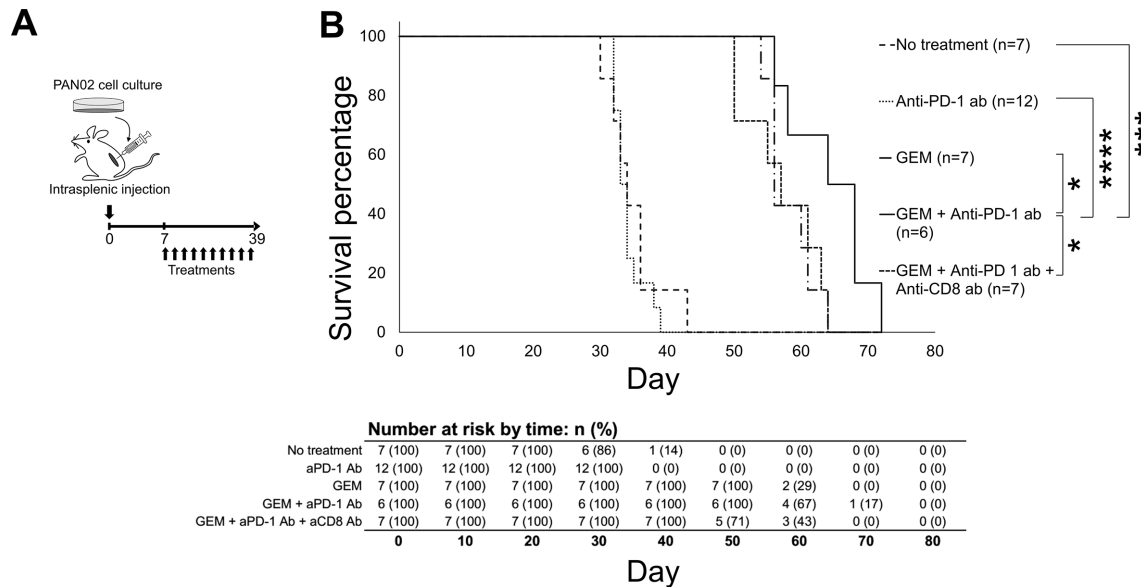 A
PAN02 cell culture
Intrasplenic injection
0 7 39
Treatments
B
Survival percentage
100
80
60
40
20
0
0 10 20 30 40 50 60 70 80
Day
No treatment (n=7)
Anti-PD-1 ab (n=12)
GEM (n=7)
GEM + Anti-PD-1 ab
(n=6)
GEM + Anti-PD 1 ab +
Anti-CD8 ab (n=7)
*
*
****
***
Number at risk by time: n (%)
No treatment 7 (100) 7 (100) 7 (100) 6 (86) 1 (14) 0 (0) 0 (0) 0 (0) 0 (0)
aPD-1 Ab 12 (100) 12 (100) 12 (100) 12 (100) 0 (0) 0 (0) 0 (0) 0 (0) 0 (0)
GEM 7 (100) 7 (100) 7 (100) 7 (100) 7 (100) 7 (100) 2 (29) 0 (0) 0 (0)
GEM + aPD-1 Ab 6 (100) 6 (100) 6 (100) 6 (100) 6 (100) 6 (100) 4 (67) 1 (17) 0 (0)
GEM + aPD-1 Ab + aCD8 Ab 7 (100) 7 (100) 7 (100) 7 (100) 7 (100) 5 (71) 3 (43) 0 (0) 0 (0)
0 10 20 30 40 50 60 70 80
Day